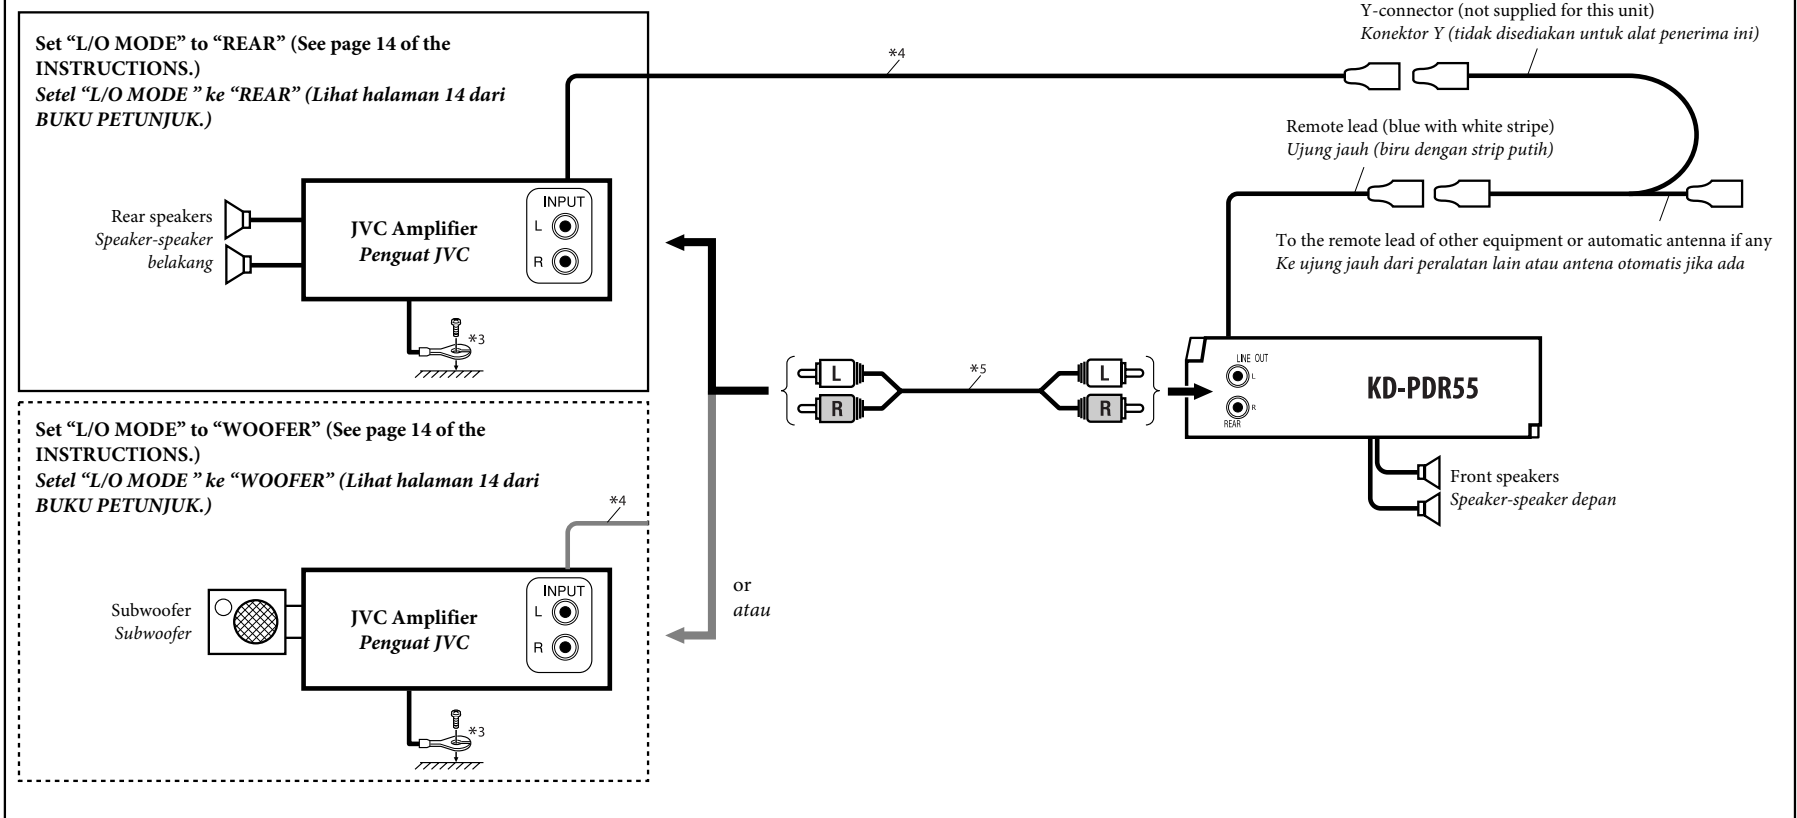 Y-connector (not supplied for this unit)
Konektor Y (tidak disediakan untuk alat penerima ini)
Set “L/O MODE” to “REAR” (See page 14 of the
INSTRUCTIONS.)
Setel “L/O MODE ” ke “REAR” (Lihat halaman 14 dari
BUKU PETUNJUK.)
*4
Remote lead (blue with white stripe)
Ujung jauh (biru dengan strip putih)
Rear speakers
Speaker-speaker
belakang
JVC Amplifier
Penguat JVC
INPUT
L
R
To the remote lead of other equipment or automatic antenna if any
Ke ujung jauh dari peralatan lain atau antena otomatis jika ada
*3
L
R
*5
L
R
LINE OUT
L
R
REAR
KD-PDR55
Set “L/O MODE” to “WOOFER” (See page 14 of the
INSTRUCTIONS.)
Setel “L/O MODE ” ke “WOOFER” (Lihat halaman 14 dari
BUKU PETUNJUK.)
*4
Front speakers
Speaker-speaker depan
Subwoofer
Subwoofer
JVC Amplifier
Penguat JVC
INPUT
L
R
or
atau
*3